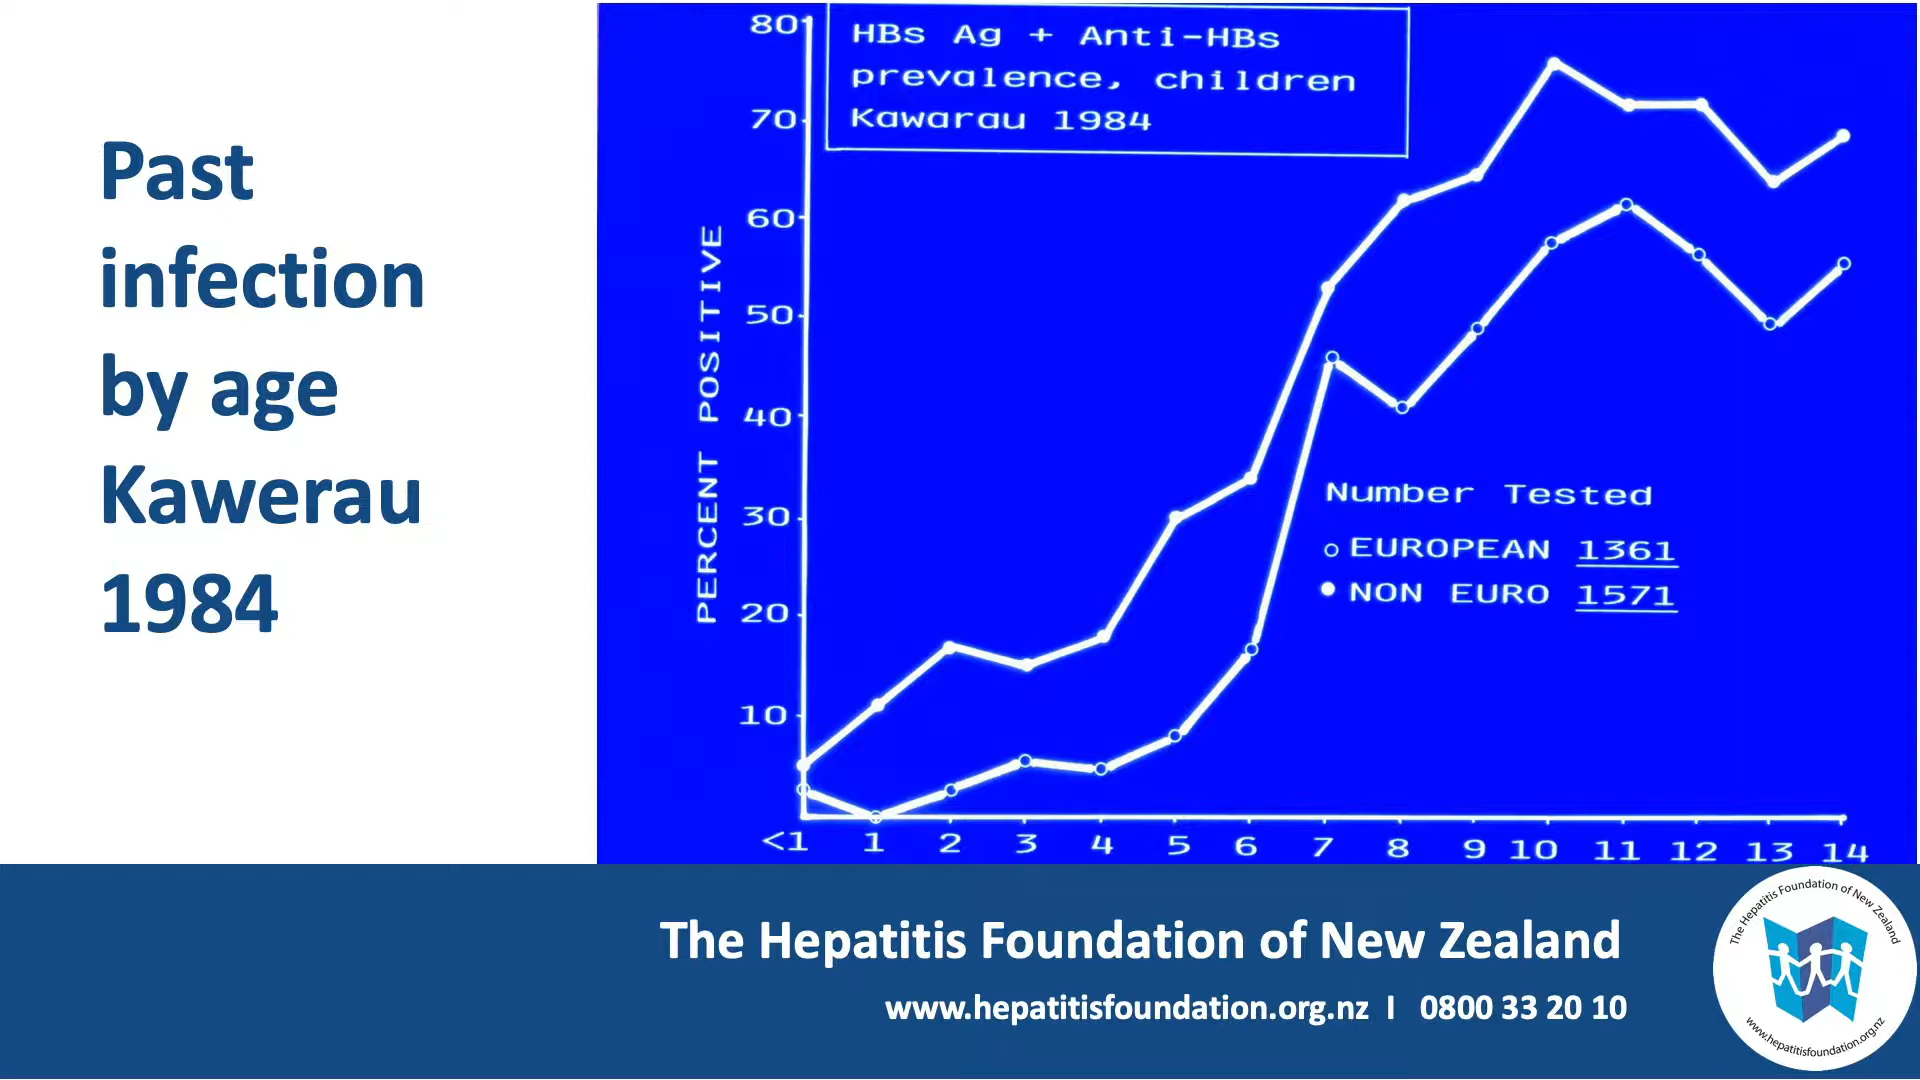 Past
infection
by age
Kawerau
1984
HBs Ag + Anti-HBs
prevalence, children
Kawarau 1984
PERCENT POSITIVE
80
70
60
50
40
30
20
10
<1 1 2 3 4 5 6 7 8 9 10 11 12 13 14
Number Tested
EUROPEAN 1361
NON EURO 1571
The Hepatitis Foundation of New Zealand
www.hepatitisfoundation.org.nz I 0800 33 20 10
The Hepatitis Foundation of New Zealand
www.hepatitisfoundation.org.nz